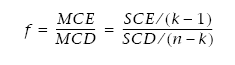 f = MCE / MCD = SCE/(k − 1) / SCD/(n − k)